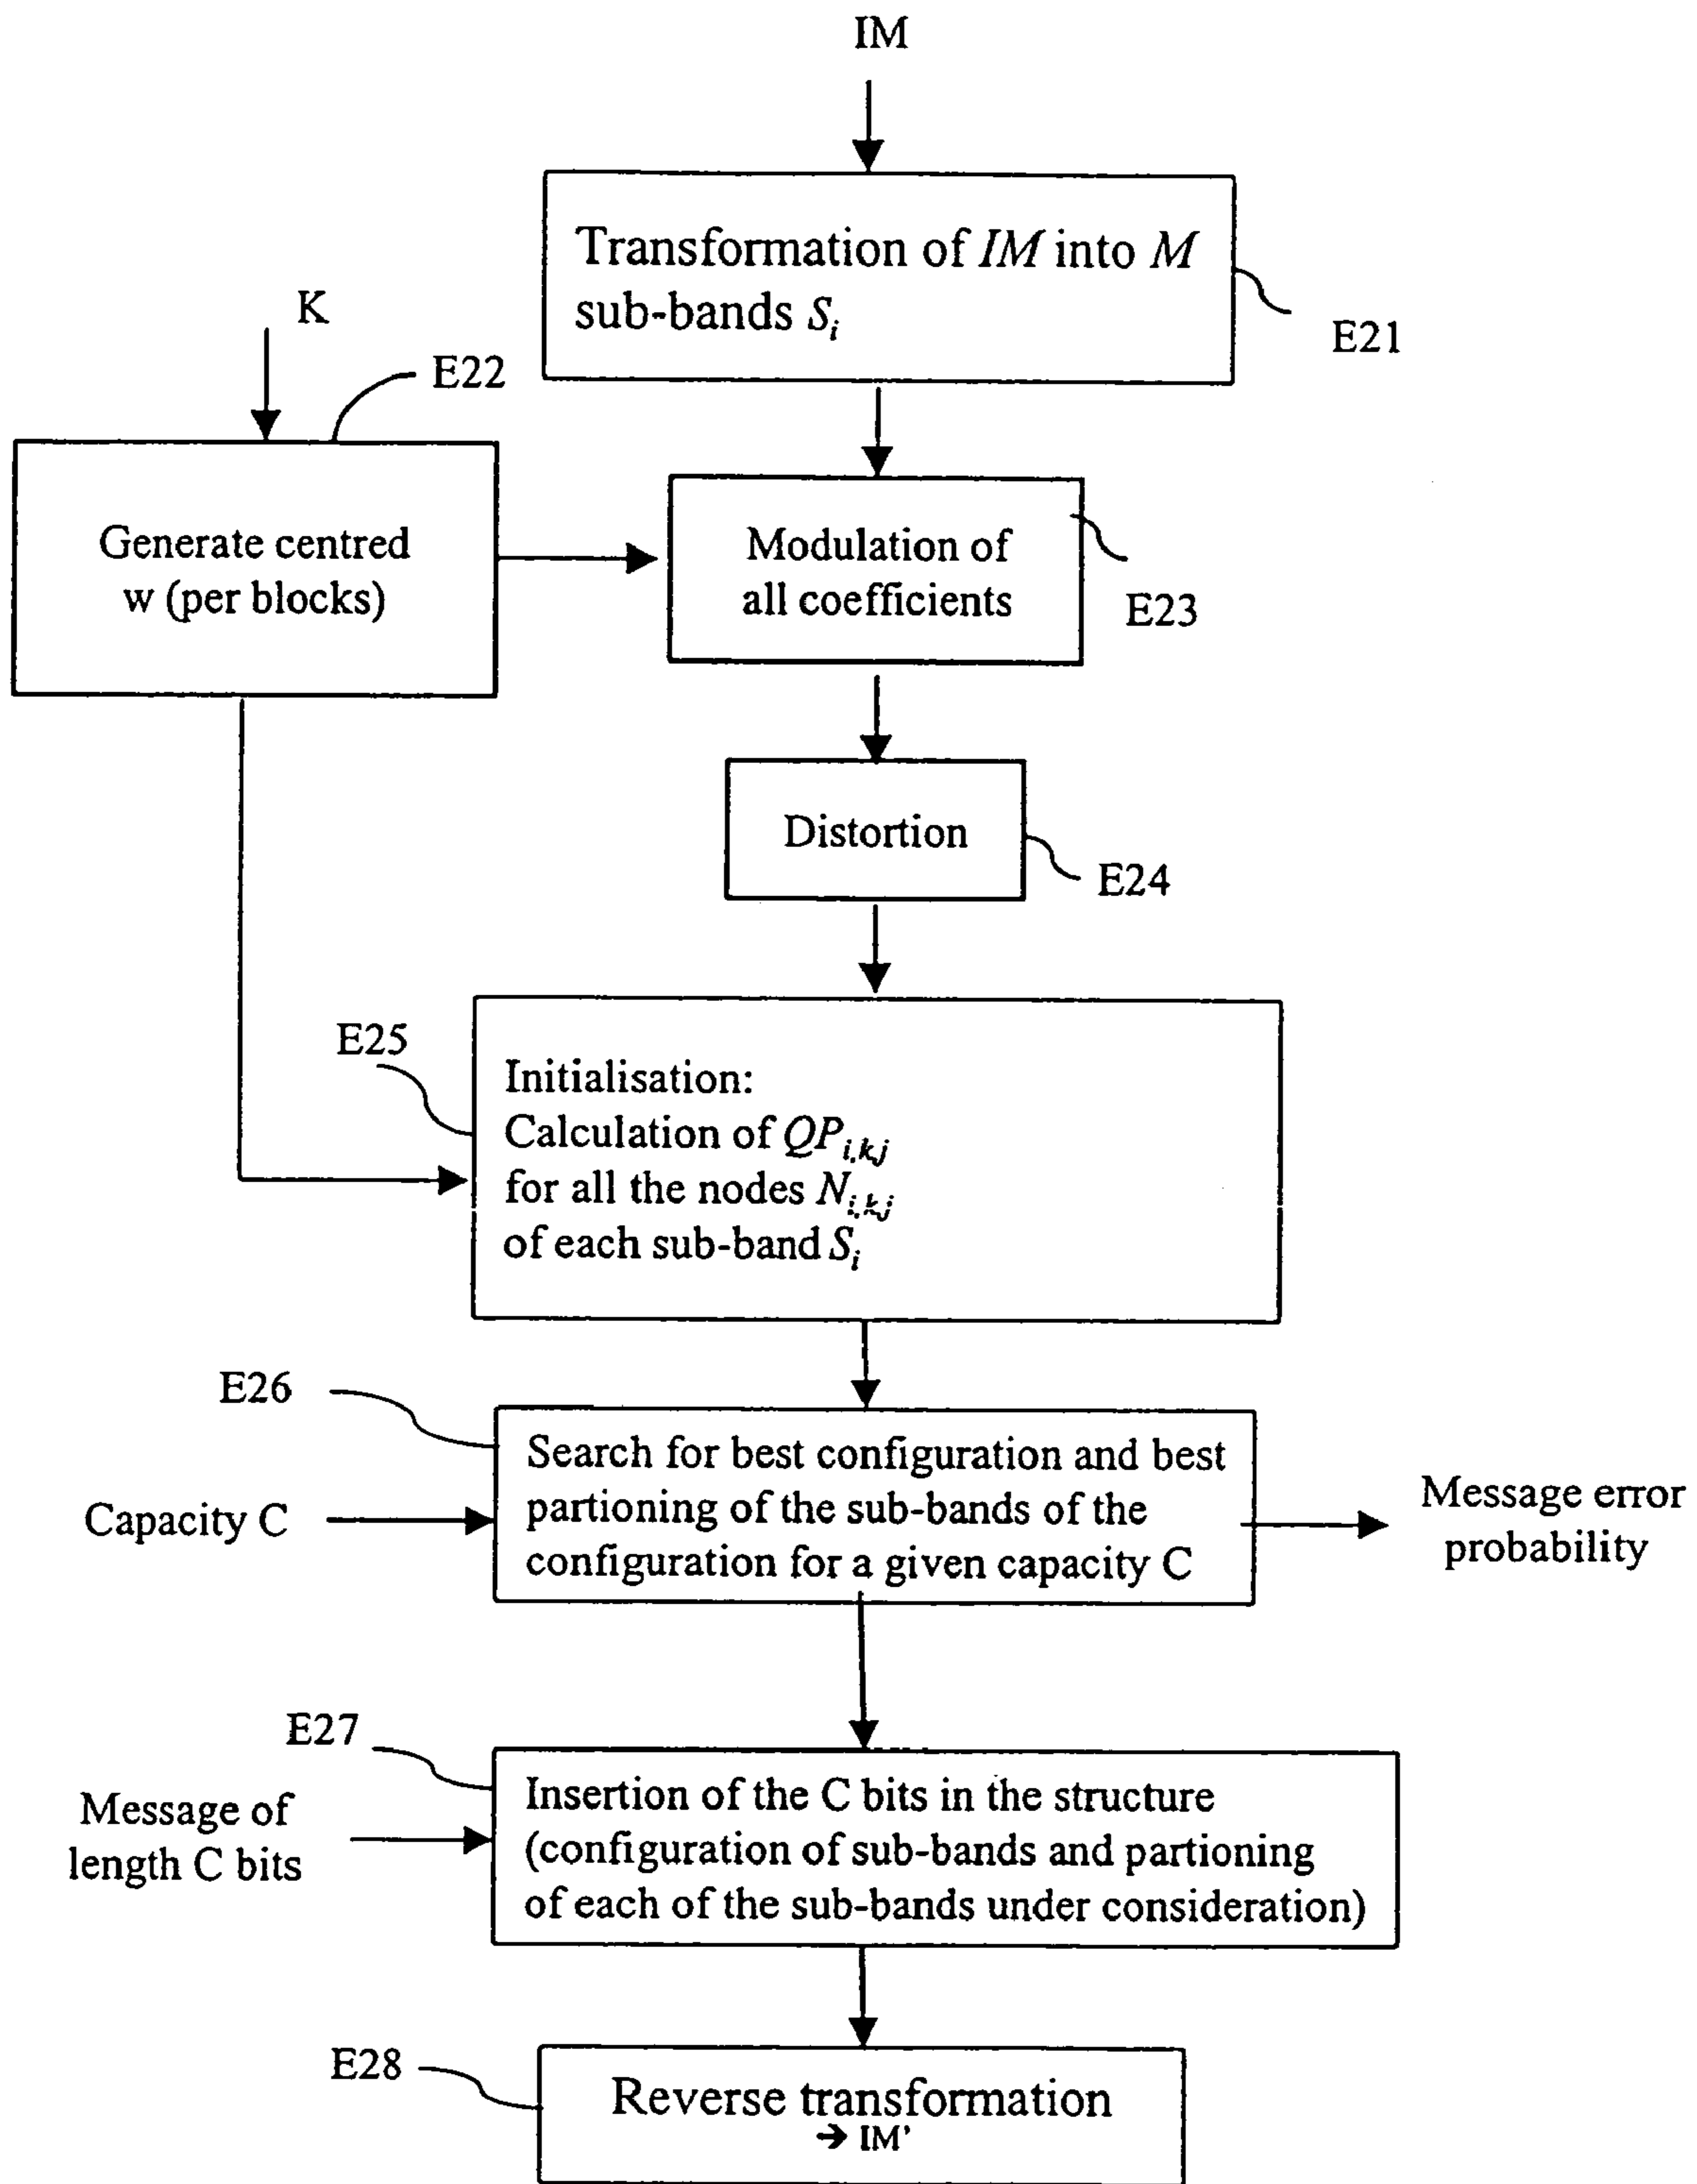 IM
Transformation of IM into M
sub-bands Si
E21
K
E22
Generate centred
w (per blocks)
Modulation of
all coefficients
E23
Distortion
E24
E25
Initialisation:
Calculation of QPi,k,j
for all the nodes Ni,k,j
of each sub-band Si
E26
Capacity C
Search for best configuration and best
partioning of the sub-bands of the
configuration for a given capacity C
Message error
probability
E27
Message of
length C bits
Insertion of the C bits in the structure
(configuration of sub-bands and partioning
of each of the sub-bands under consideration)
E28
Reverse transformation
→ IM'